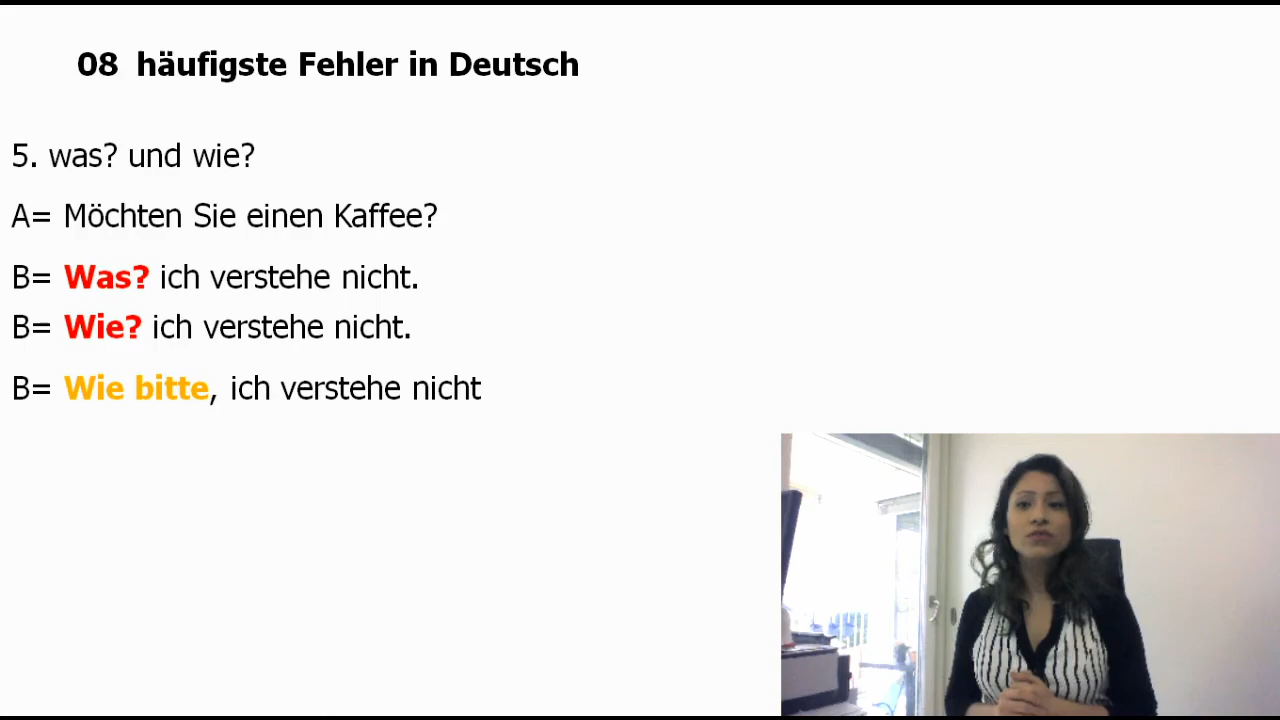 08 häufigste Fehler in Deutsch
5. was? und wie?
A= Möchten Sie einen Kaffee?
B= Was? ich verstehe nicht.
B= Wie? ich verstehe nicht.
B= Wie bitte, ich verstehe nicht